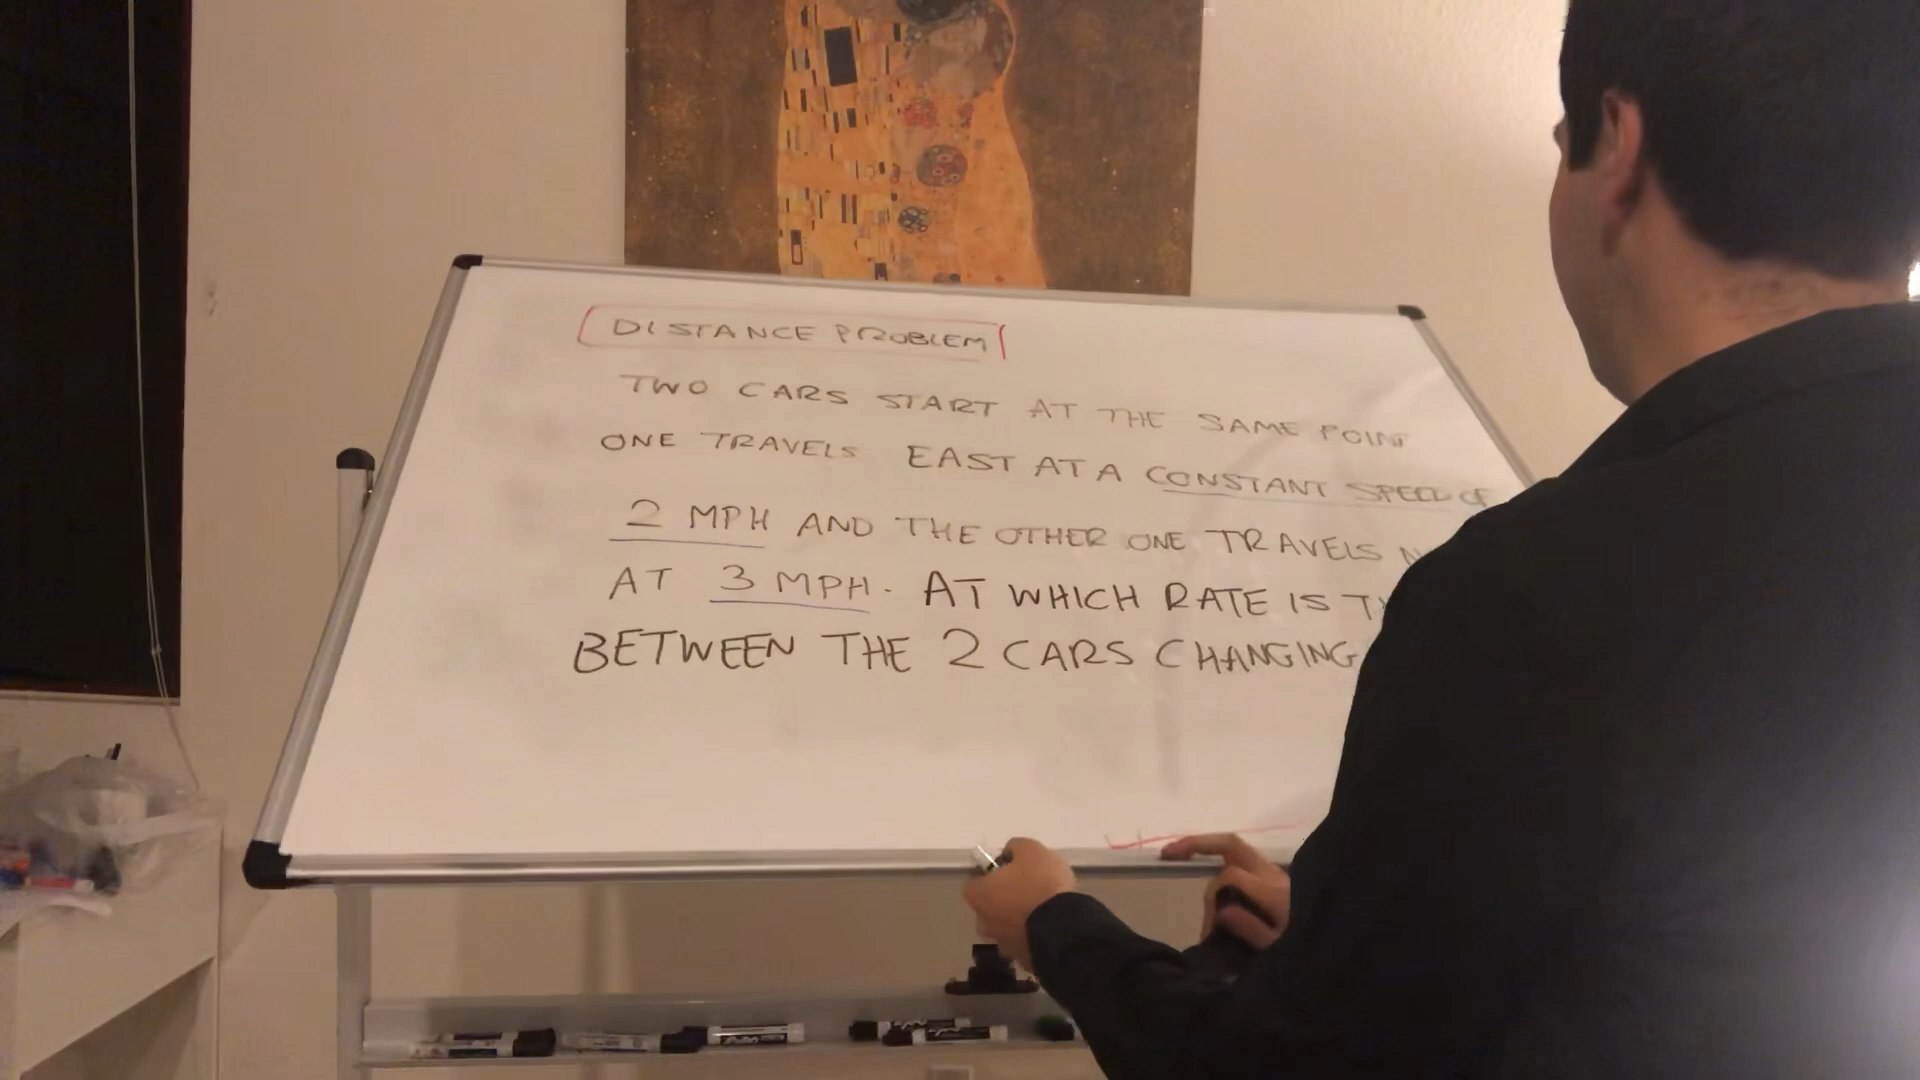 DISTANCE PROBLEM
TWO CARS START AT THE SAME POINT
ONE TRAVELS EAST AT A CONSTANT SPEED OF
2 MPH AND THE OTHER ONE TRAVELS
AT 3 MPH. AT WHICH RATE IS
BETWEEN THE 2 CARS CHANGING